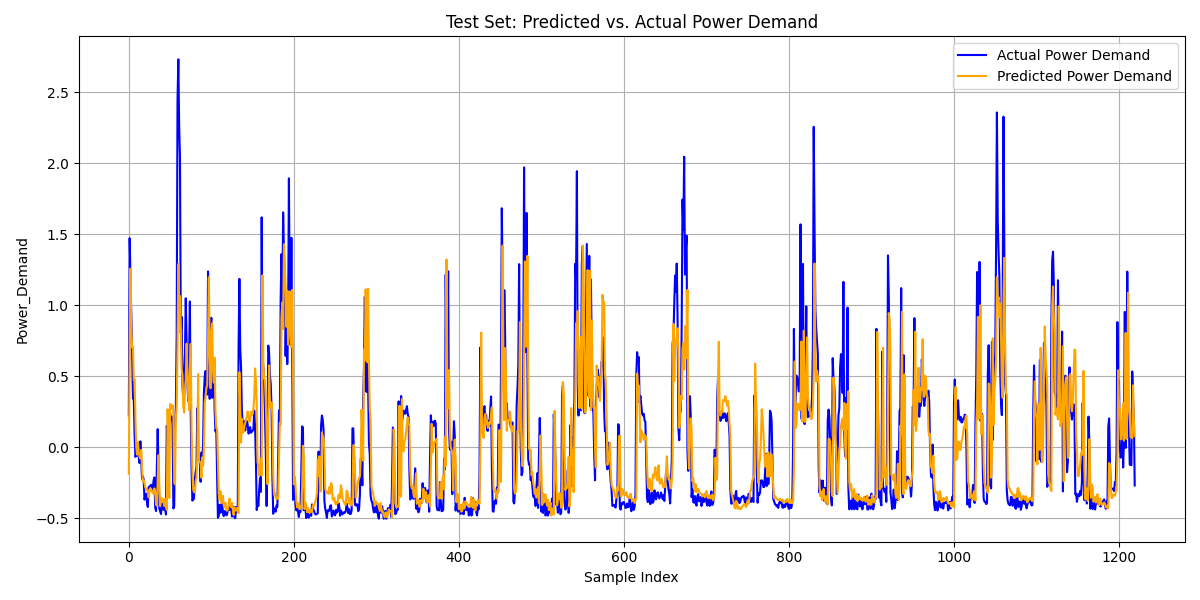 Test Set: Predicted vs. Actual Power Demand
Actual Power Demand
Predicted Power Demand
2.5
2.0
1.5
1.0
0.5
0.0
−0.5
Power_Demand
0 200 400 600 800 1000 1200
Sample Index